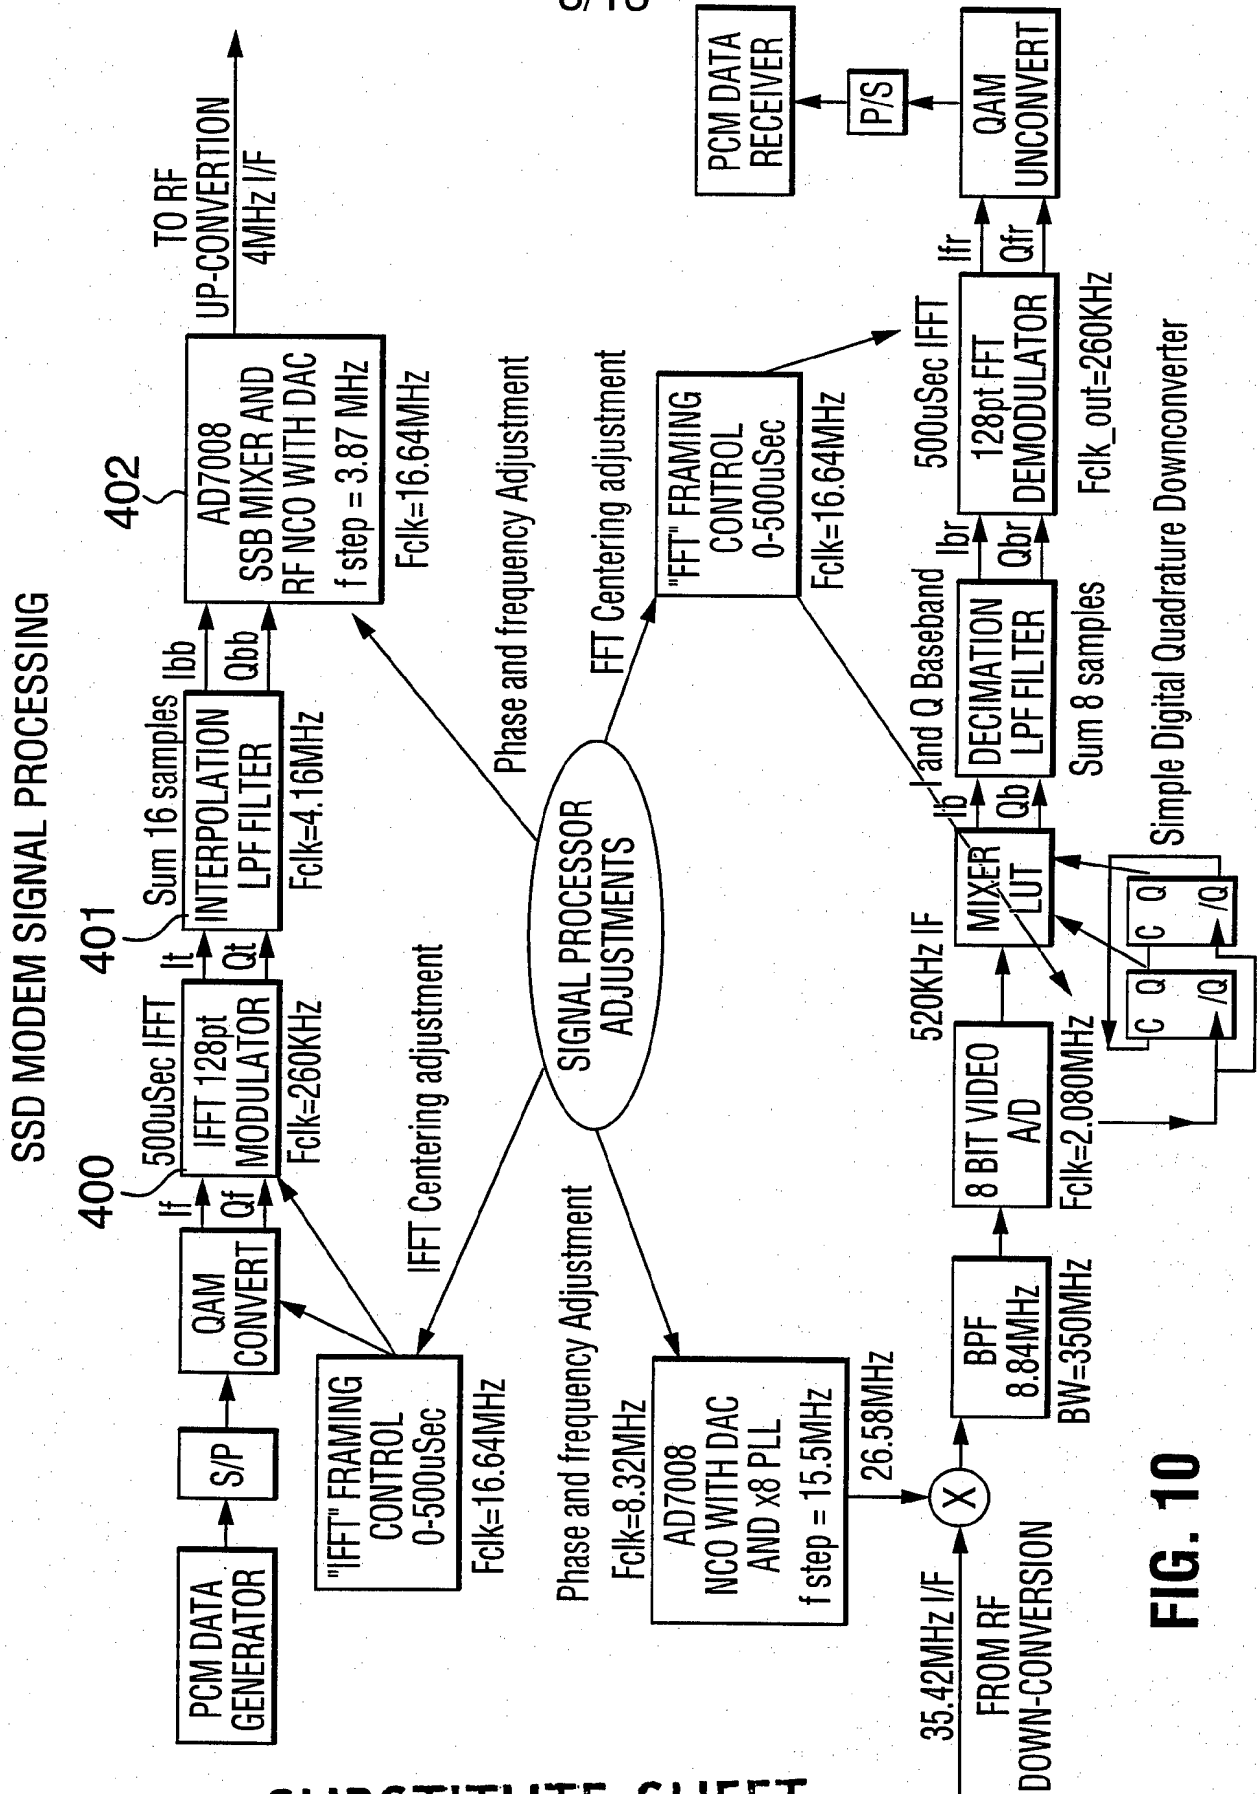 SSD MODEM SIGNAL PROCESSING
PCM DATA
GENERATOR
S/P
QAM
CONVERT
If
Qf
400
500uSec IFFT
IFFT 128pt
MODULATOR
Fclk=260KHz
It
Qt
401
Sum 16 samples
INTERPOLATION
LPF FILTER
Fclk=4.16MHz
Ibb
Qbb
402
AD7008
SSB MIXER AND
RF NCO WITH DAC
f step = 3.87 MHz
Fclk=16.64MHz
TO RF
UP-CONVERTION
4MHz I/F
"IFFT" FRAMING
CONTROL
0-500uSec
Fclk=16.64MHz
IFFT Centering adjustment
SIGNAL PROCESSOR
ADJUSTMENTS
Phase and frequency Adjustment
FFT Centering adjustment
"FFT" FRAMING
CONTROL
0-500uSec
Fclk=16.64MHz
Phase and frequency Adjustment
Fclk=8.32MHz
AD7008
NCO WITH DAC
AND x8 PLL
f step = 15.5MHz
26.58MHz
35.42MHz I/F
FROM RF
DOWN-CONVERSION
X
BPF
8.84MHz
BW=350MHz
8 BIT VIDEO
A/D
Fclk=2.080MHz
520KHz IF
MIXER
LUT
C Q
/Q
C Q
/Q
Simple Digital Quadrature Downconverter
I and Q Baseband
Ib
Qb
DECIMATION
LPF FILTER
Sum 8 samples
Ibr
Qbr
500uSec IFFT
128pt FFT
DEMODULATOR
Fclk_out=260KHz
Ifr
Qfr
QAM
UNCONVERT
P/S
PCM DATA
RECEIVER
FIG. 10